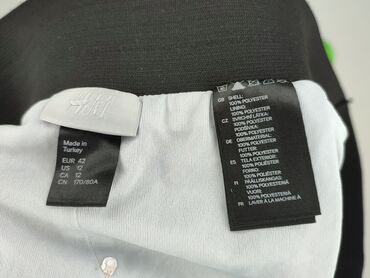 H&M
Made in
Turkey
EUR 42
US 12
CA 12
CN 170/80A
GB SHELL:
100% POLYESTER
LINING:
100% POLYESTER
CZ SVRCHNÍ LÁTKA:
100% POLYESTER
PODŠÍVKA:
100% POLYESTER
DE OBERMATERIAL:
100% POLYESTER
FUTTER:
100% POLYESTER
ES TELA EXTERIOR:
100% POLIÉSTER
FORRO:
100% POLIÉSTER
FI PÄÄLLISKANGAS:
100% POLYESTERI
VUORI:
100% POLYESTERI
FR LAVER À LA MACHINE À